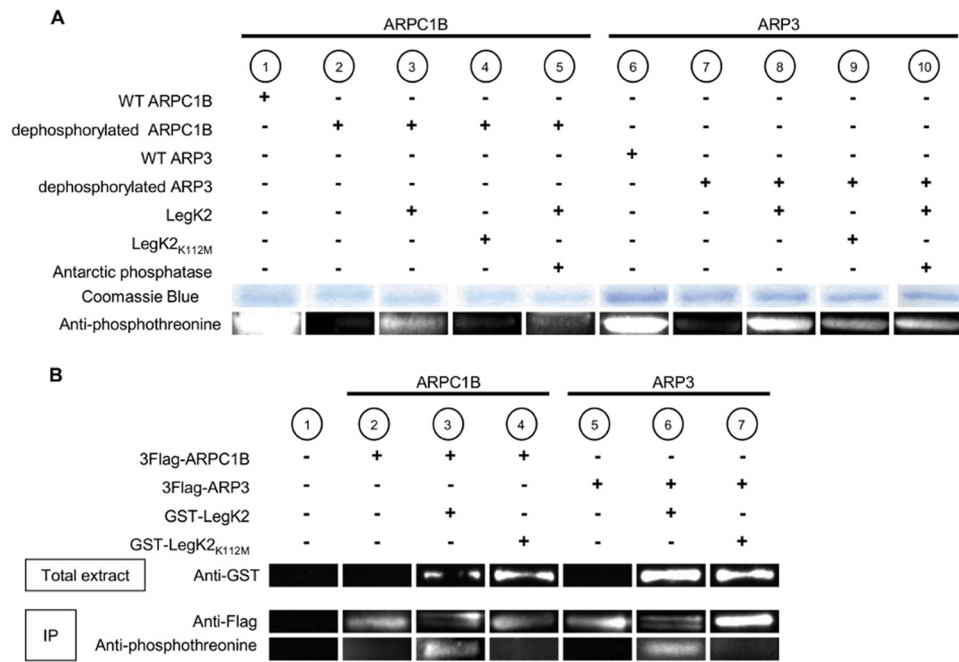 A
ARPC1B ARP3
1 2 3 4 5 6 7 8 9 10
WT ARPC1B + - - - - - - - - -
dephosphorylated ARPC1B - + + + + - - - - -
WT ARP3 - - - - - + - - - -
dephosphorylated ARP3 - - - - - - + + + +
LegK2 - - + - + - - + - +
LegK2K112M - - - + - - - - + -
Antarctic phosphatase - - - - + - - - - +
Coomassie Blue
Anti-phosphothreonine
B
ARPC1B ARP3
1 2 3 4 5 6 7
3Flag-ARPC1B - + + + - - -
3Flag-ARP3 - - - - + + +
GST-LegK2 - - + - - + -
GST-LegK2K112M - - - + - - +
Total extract Anti-GST
IP Anti-Flag
Anti-phosphothreonine